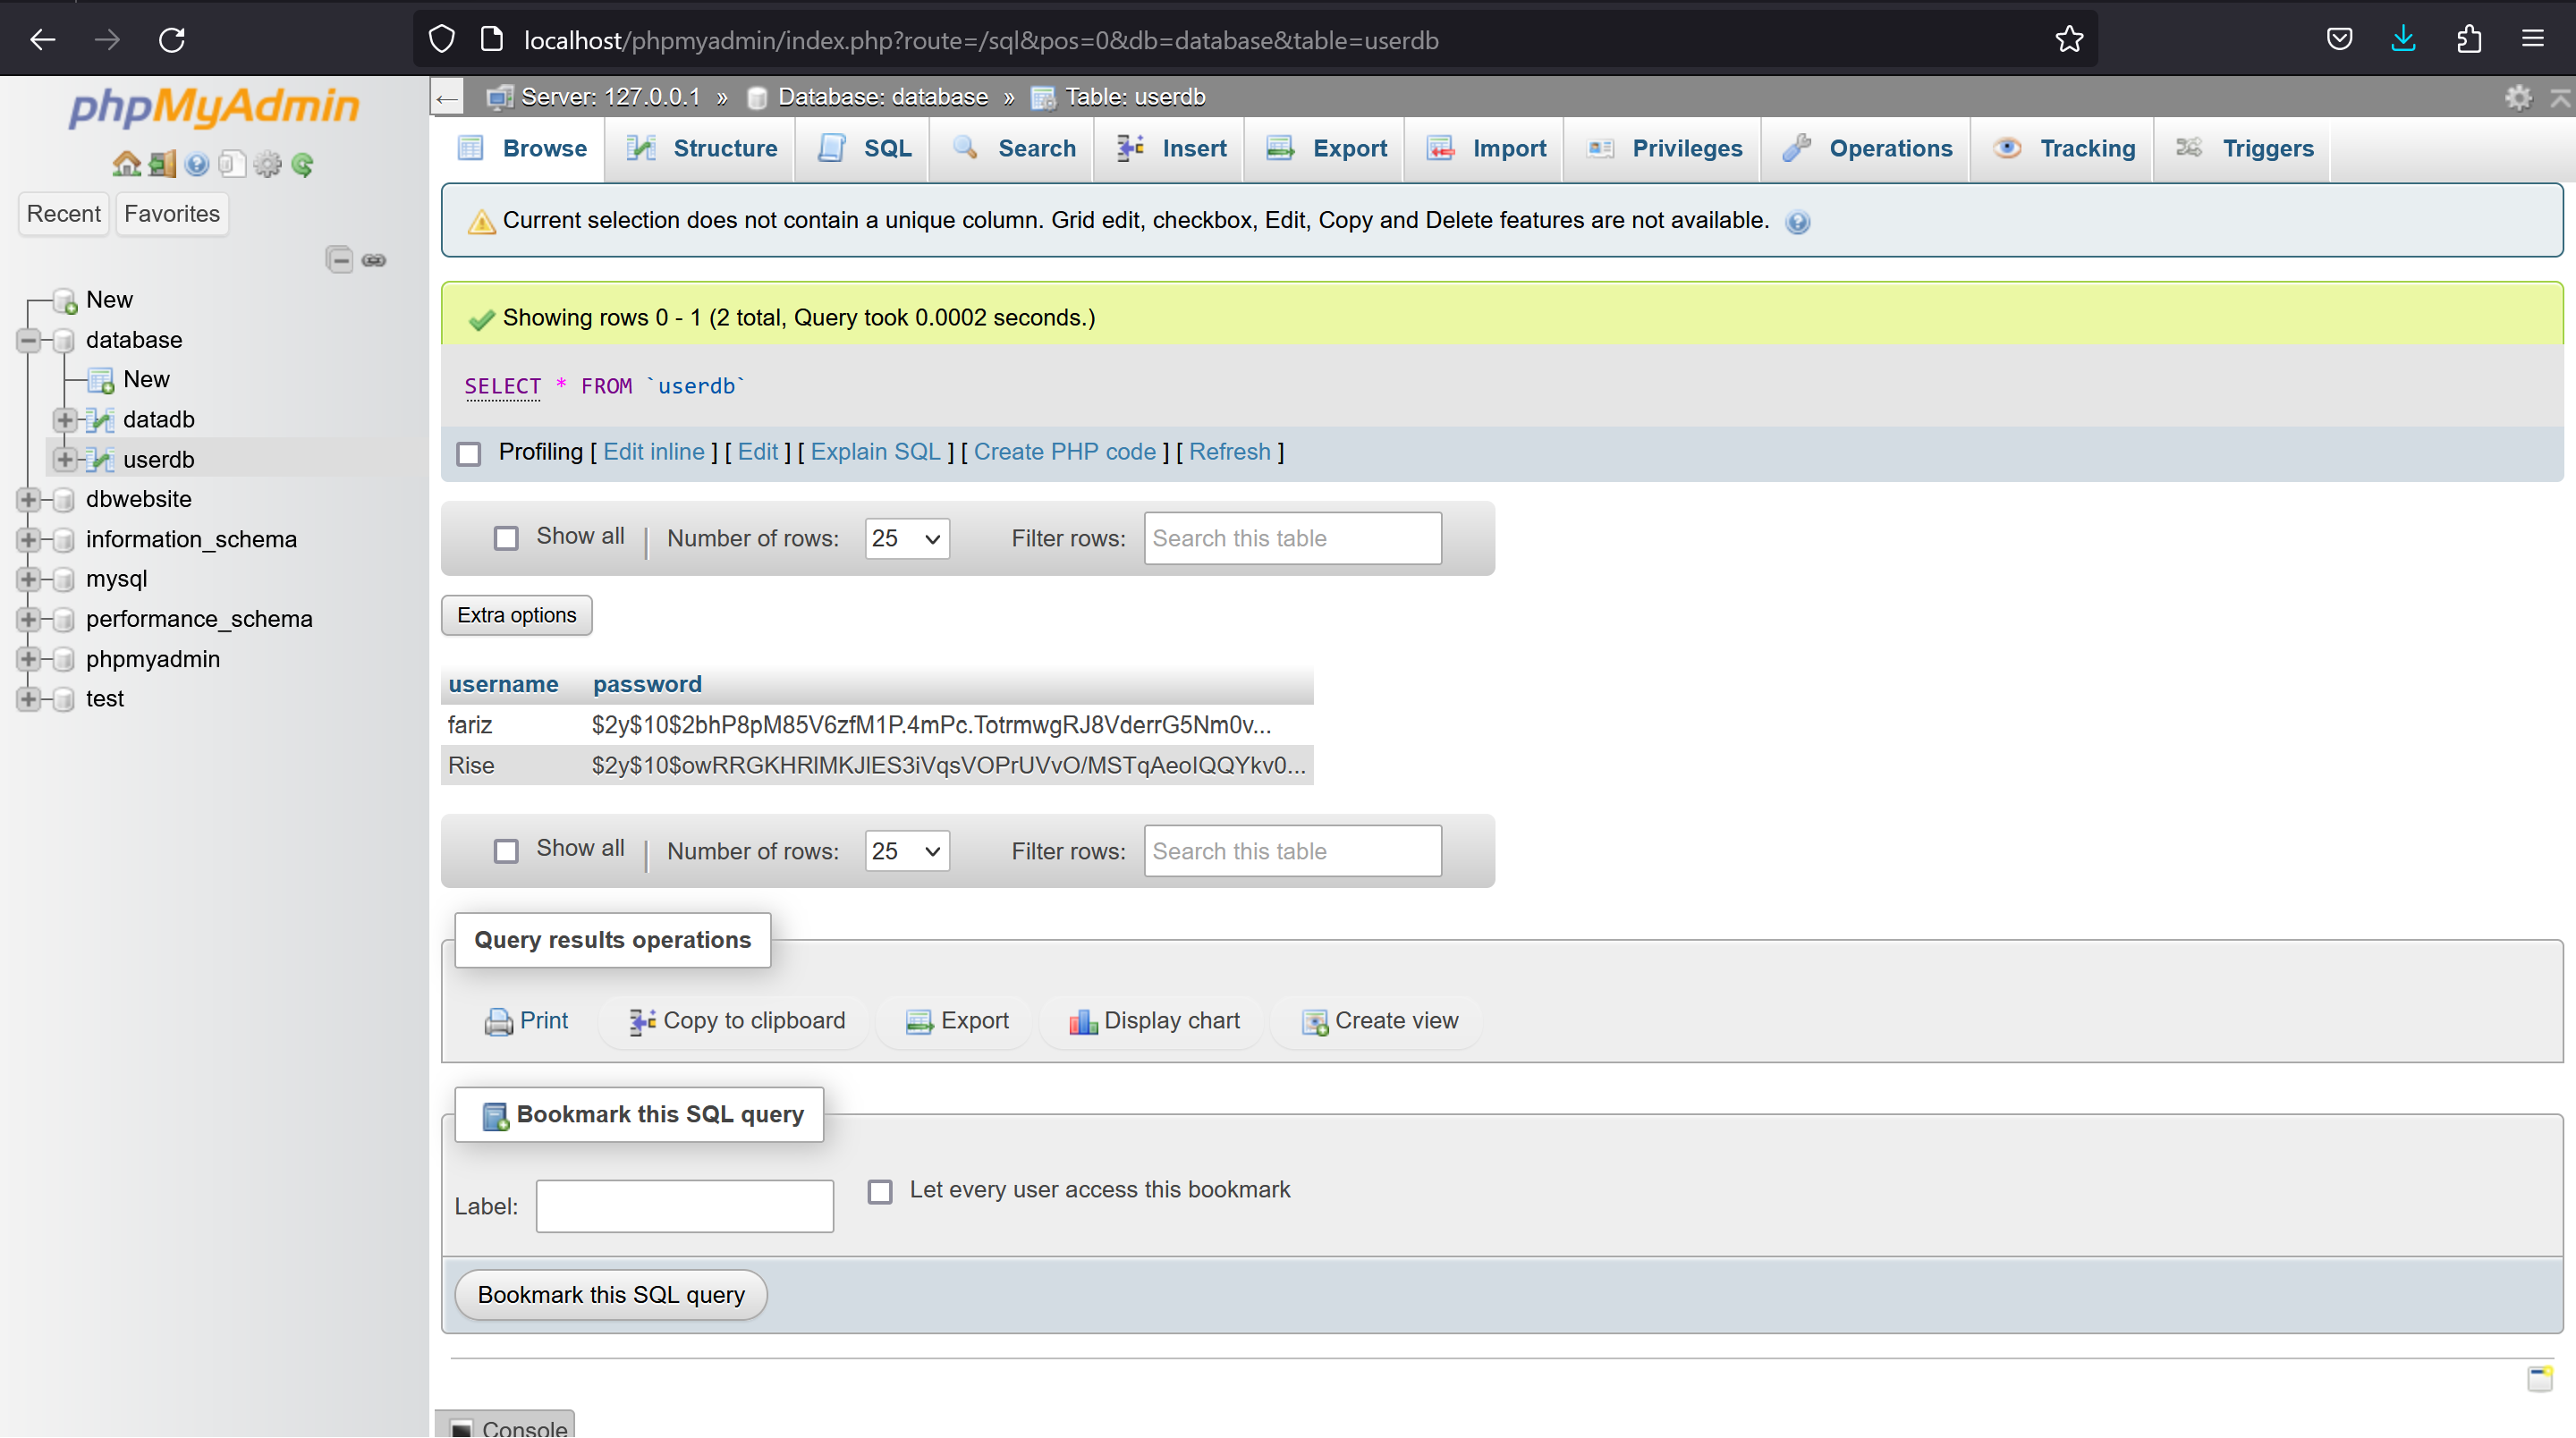 localhost/phpmyadmin/index.php?route=/sql&pos=0&db=database&table=userdb
phpMyAdmin
Recent Favorites
New
database
New
datadb
userdb
dbwebsite
information_schema
mysql
performance_schema
phpmyadmin
test
Server: 127.0.0.1 » Database: database » Table: userdb
Browse Structure SQL Search Insert Export Import Privileges Operations Tracking Triggers
Current selection does not contain a unique column. Grid edit, checkbox, Edit, Copy and Delete features are not available.
Showing rows 0 - 1 (2 total, Query took 0.0002 seconds.)
SELECT * FROM `userdb`
Profiling [ Edit inline ] [ Edit ] [ Explain SQL ] [ Create PHP code ] [ Refresh ]
Show all | Number of rows: 25 Filter rows: Search this table
Extra options
username password
fariz $2y$10$2bhP8pM85V6zfM1P.4mPc.TotrmwgRJ8VderrG5Nm0v...
Rise $2y$10$owRRGKHRlMKJlES3iVqsVOPrUVvO/MSTqAeoIQQYkv0...
Show all | Number of rows: 25 Filter rows: Search this table
Query results operations
Print Copy to clipboard Export Display chart Create view
Bookmark this SQL query
Label: Let every user access this bookmark
Bookmark this SQL query
Console